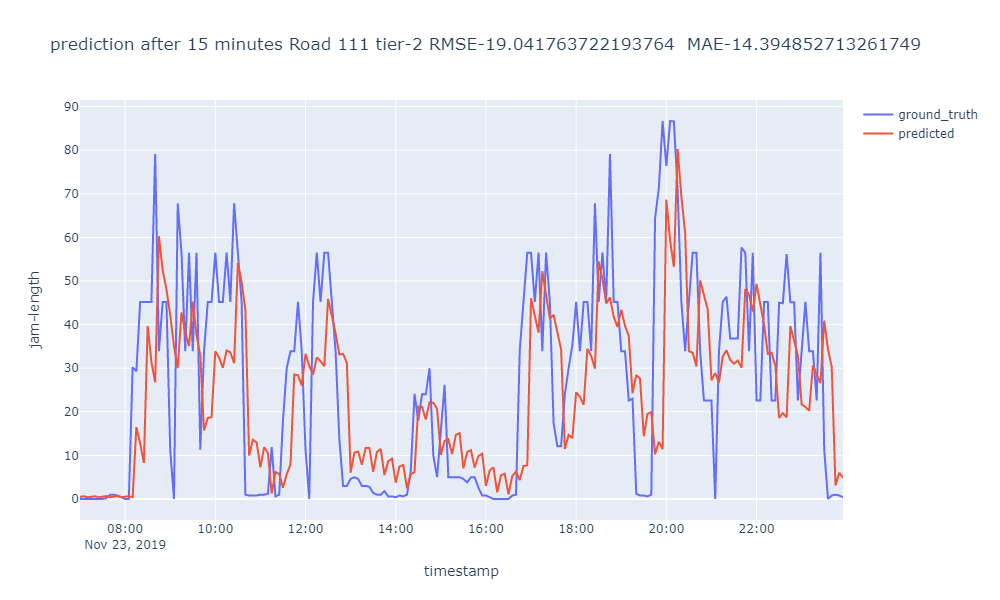 prediction after 15 minutes Road 111 tier-2 RMSE-19.041763722193764  MAE-14.394852713261749
ground_truth
predicted
90
80
70
60
50
40
30
20
10
0
jam-length
08:00 10:00 12:00 14:00 16:00 18:00 20:00 22:00
Nov 23, 2019
timestamp